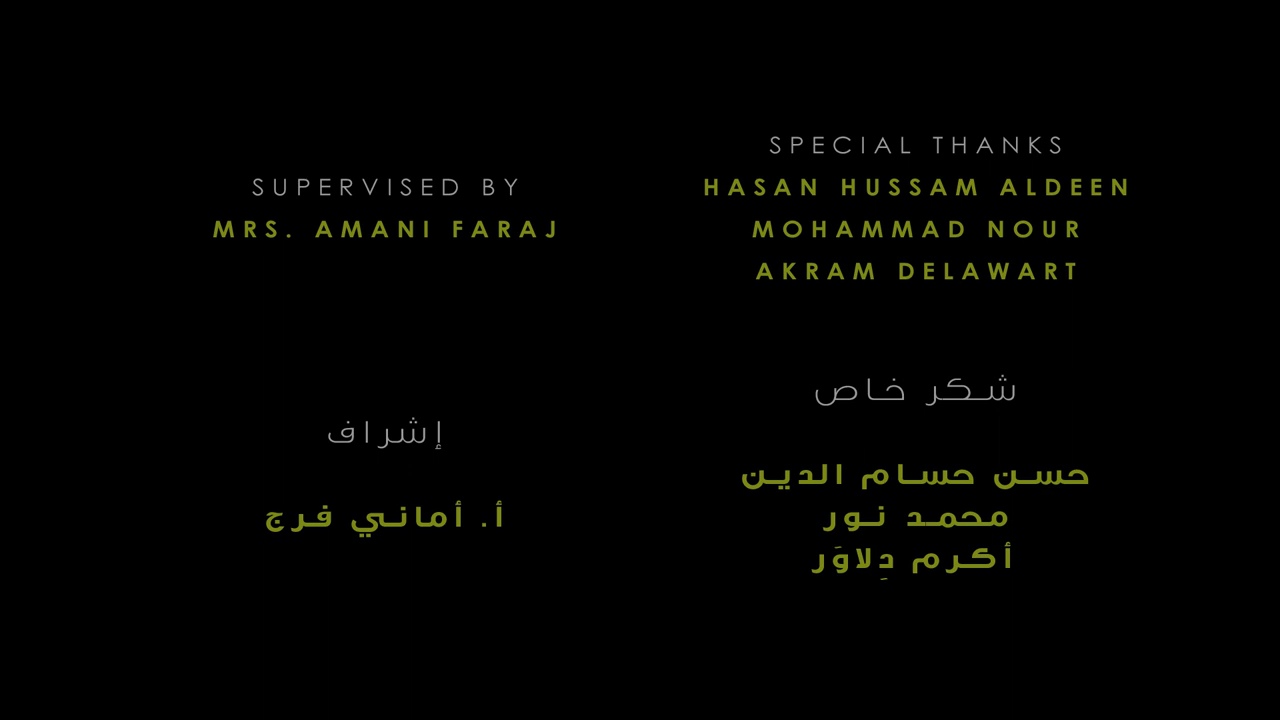 SUPERVISED BY
MRS. AMANI FARAJ
SPECIAL THANKS
HASAN HUSSAM ALDEEN
MOHAMMAD NOUR
AKRAM DELAWART
إشراف
أ. أماني فرج
شكر خاص
حسن حسام الدين
محمد نور
أكرم دِلاوَر